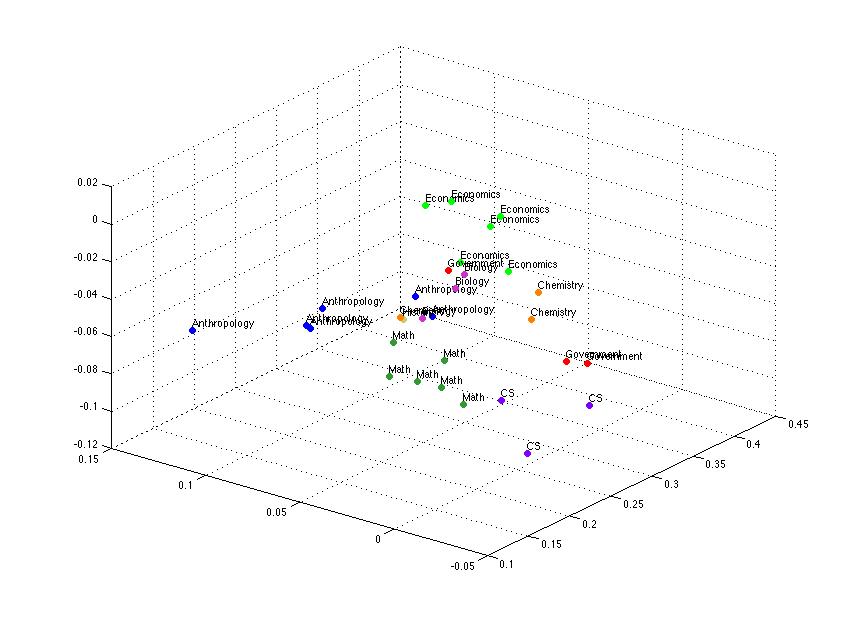 0.02
Economics
Economics
Economics
Economics
0
Economics
-0.02
Government
Economics
Biology
Biology
Chemistry
Anthropology
-0.04
Anthropology
Anthropology
Chemistry
Anthropology
Anthropology
Anthropology
-0.06
Math
Math
Government
Government
-0.08
Math
Math
Math
Math
CS
CS
-0.1
0.45
-0.12
0.4
CS
0.15
0.35
0.1
0.3
0.25
0.05
0.2
0
0.15
-0.05
0.1